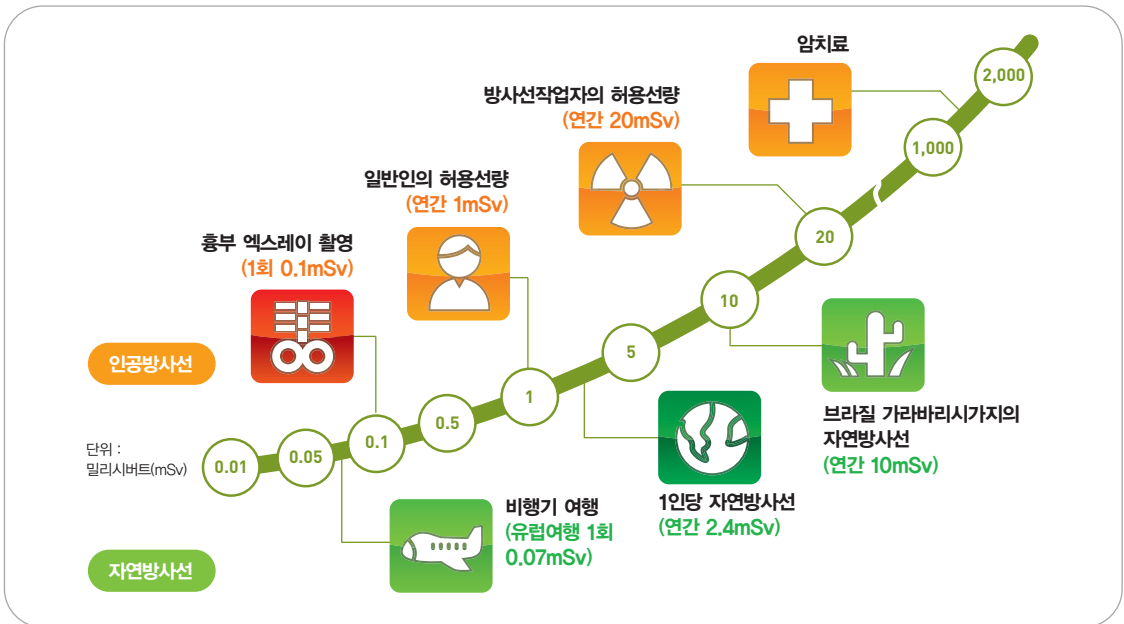 암치료
2,000
방사선작업자의 허용선량
(연간 20mSv)
1,000
일반인의 허용선량
(연간 1mSv)
20
흉부 엑스레이 촬영
(1회 0.1mSv)
10
인공방사선
5
1
브라질 가라바리시가지의
자연방사선
(연간 10mSv)
0.5
0.1
0.05
0.01
단위 :
밀리시버트(mSv)
비행기 여행
(유럽여행 1회
0.07mSv)
1인당 자연방사선
(연간 2.4mSv)
자연방사선